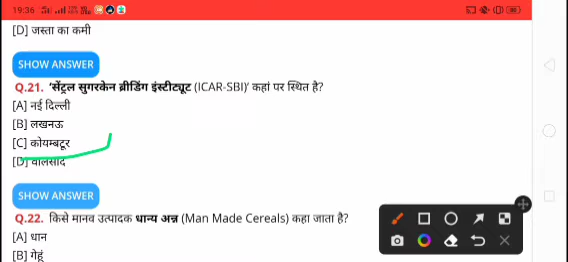 19:36
[D] जस्ता का कमी
SHOW ANSWER
Q.21. ‘सेंट्रल सुगरकेन ब्रीडिंग इंस्टीट्यूट (ICAR-SBI)’ कहां पर स्थित है?
[A] नई दिल्ली
[B] लखनऊ
[C] कोयम्बटूर
[D] वालसाद
SHOW ANSWER
Q.22. किसे मानव उत्पादक धान्य अन्न (Man Made Cereals) कहा जाता है?
[A] धान
[B] गेहूं